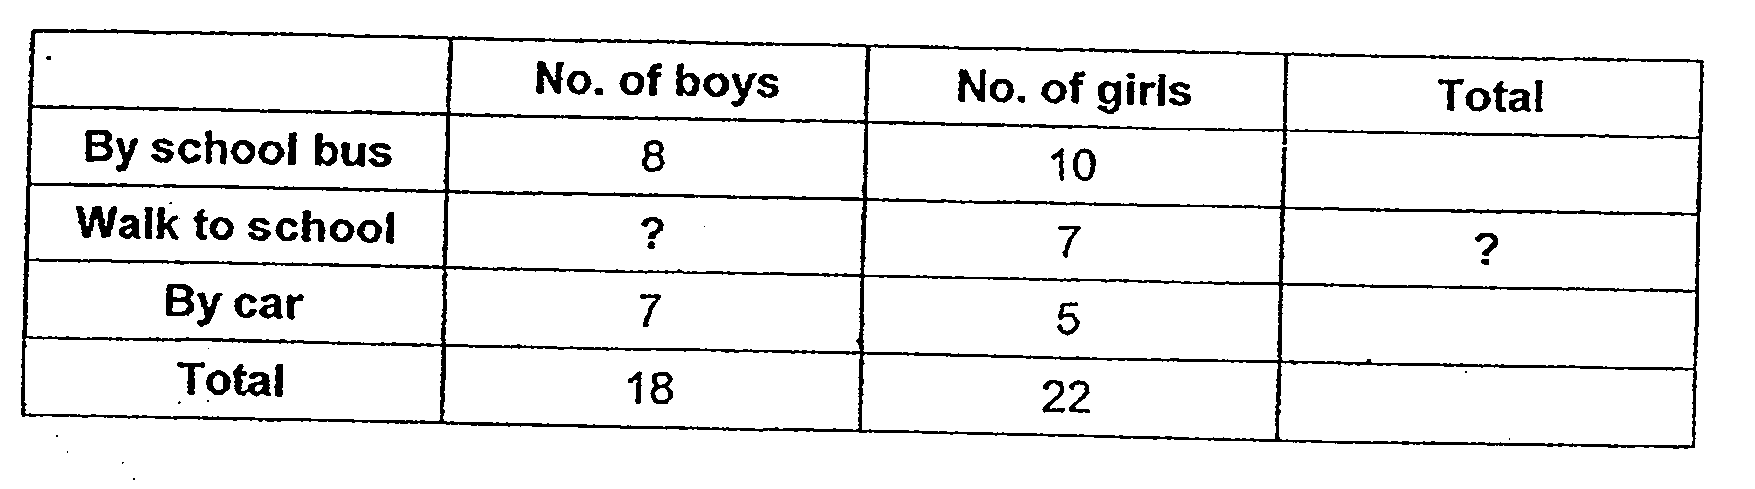 No. of boys No. of girls Total
By school bus 8 10
Walk to school ? 7 ?
By car 7 5
Total 18 22